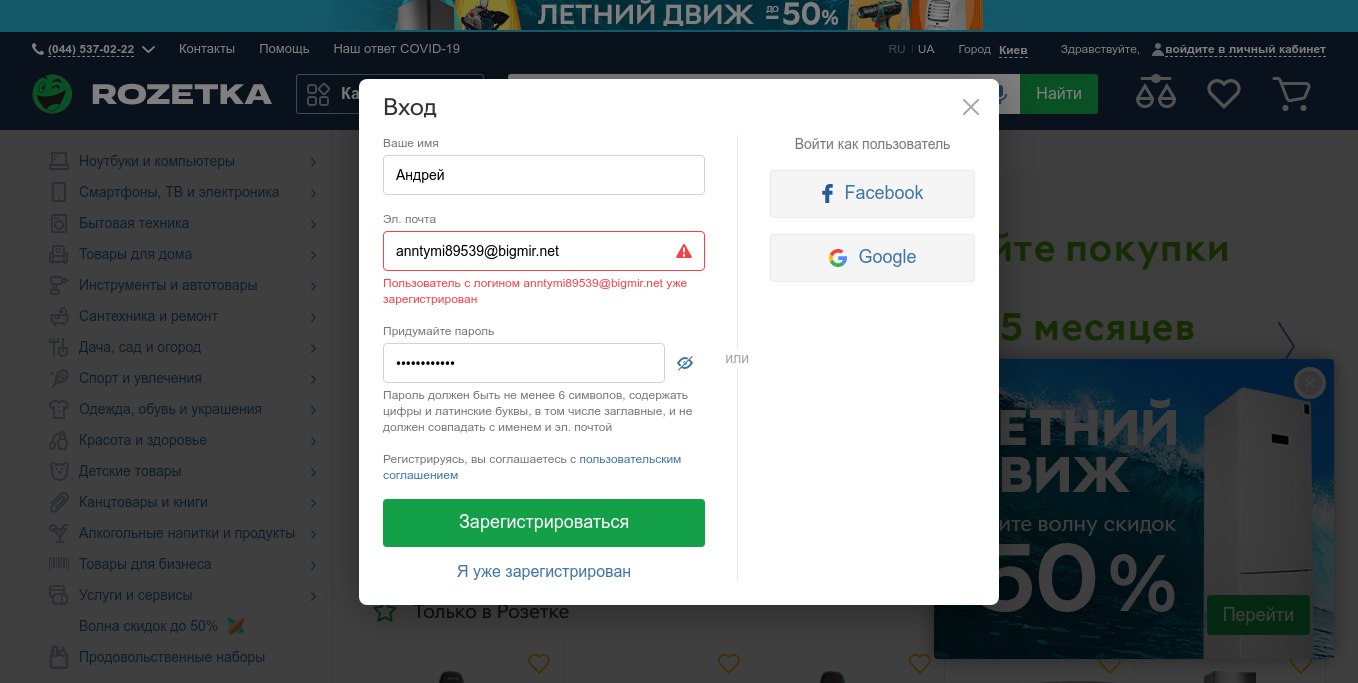 ЛЕТНИЙ ДВИЖ ДО -50%
(044) 537-02-22 Контакты Помощь Наш ответ COVID-19 RU UA Город Киев Здравствуйте, войдите в личный кабинет
ROZETKA
Ка
Найти
Вход
Ваше имя
Андрей
Эл. почта
anntymi89539@bigmir.net
Пользователь с логином anntymi89539@bigmir.net уже
зарегистрирован
Придумайте пароль
••••••••••••
Пароль должен быть не менее 6 символов, содержать
цифры и латинские буквы, в том числе заглавные, и не
должен совпадать с именем и эл. почтой
Регистрируясь, вы соглашаетесь с пользовательским
соглашением
Зарегистрироваться
Я уже зарегистрирован
или
Войти как пользователь
Facebook
Google
Ноутбуки и компьютеры
Смартфоны, ТВ и электроника
Бытовая техника
Товары для дома
Инструменты и автотовары
Сантехника и ремонт
Дача, сад и огород
Спорт и увлечения
Одежда, обувь и украшения
Красота и здоровье
Детские товары
Канцтовары и книги
Алкогольные напитки и продукты
Товары для бизнеса
Услуги и сервисы
Волна скидок до 50%
Продовольственные наборы
йте покупки
5 месяцев
ЕТНИЙ
ДВИЖ
ите волну скидок
50%
Перейти
Только в Розетке